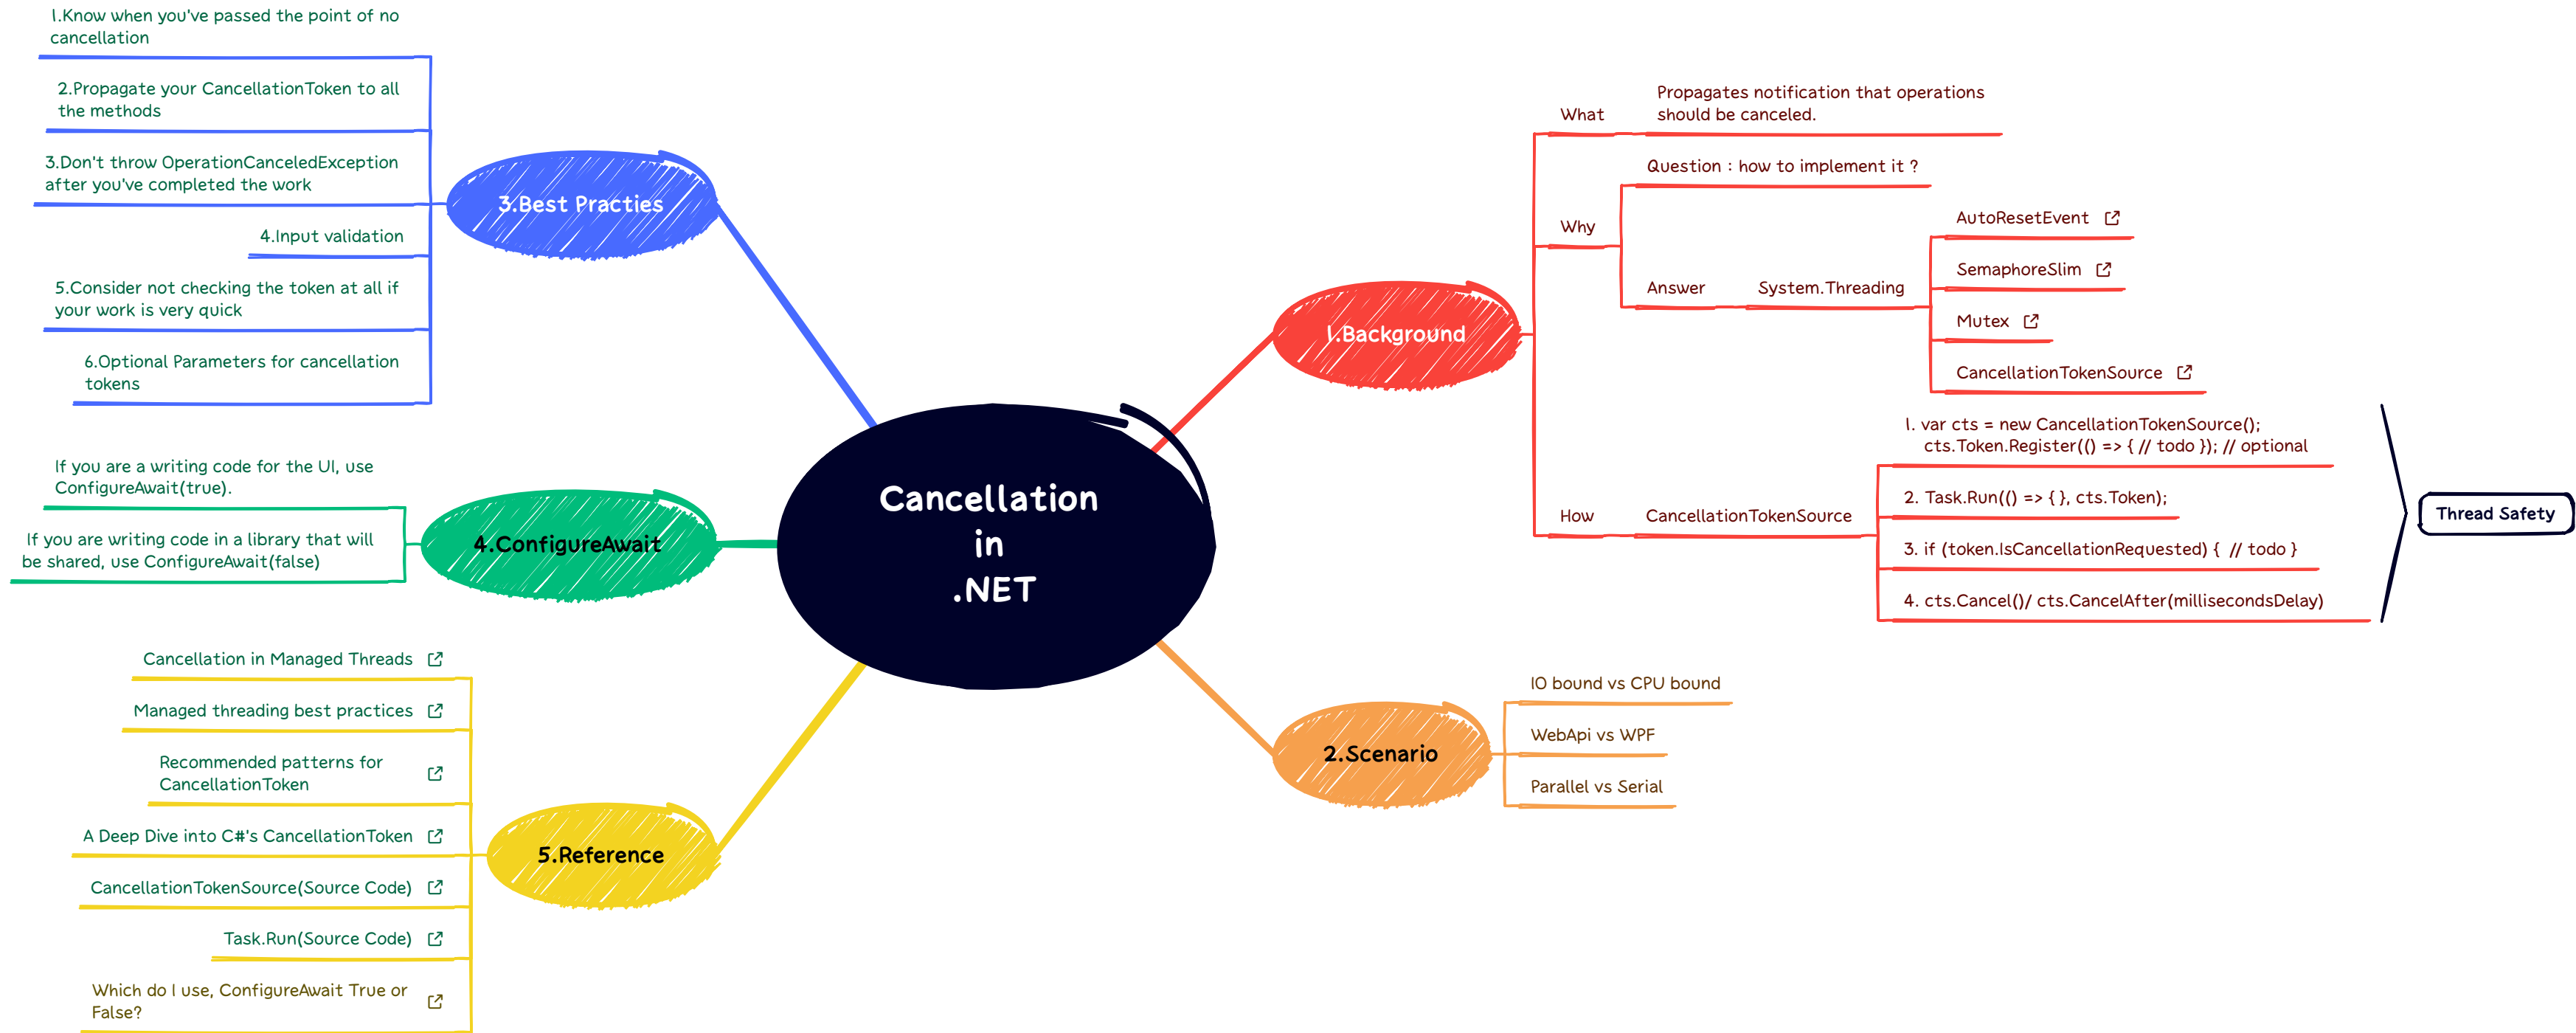 Cancellation
in
.NET
1.Background
What
Propagates notification that operations
should be canceled.
Why
Question : how to implement it ?
Answer
System.Threading
AutoResetEvent
SemaphoreSlim
Mutex
CancellationTokenSource
How
CancellationTokenSource
1. var cts = new CancellationTokenSource();
cts.Token.Register(() => { // todo }); // optional
2. Task.Run(() => { }, cts.Token);
3. if (token.IsCancellationRequested) { // todo }
4. cts.Cancel()/ cts.CancelAfter(millisecondsDelay)
Thread Safety
2.Scenario
IO bound vs CPU bound
WebApi vs WPF
Parallel vs Serial
3.Best Practies
1.Know when you've passed the point of no
cancellation
2.Propagate your CancellationToken to all
the methods
3.Don't throw OperationCanceledException
after you've completed the work
4.Input validation
5.Consider not checking the token at all if
your work is very quick
6.Optional Parameters for cancellation
tokens
4.ConfigureAwait
If you are a writing code for the UI, use
ConfigureAwait(true).
If you are writing code in a library that will
be shared, use ConfigureAwait(false)
5.Reference
Cancellation in Managed Threads
Managed threading best practices
Recommended patterns for
CancellationToken
A Deep Dive into C#'s CancellationToken
CancellationTokenSource(Source Code)
Task.Run(Source Code)
Which do I use, ConfigureAwait True or
False?